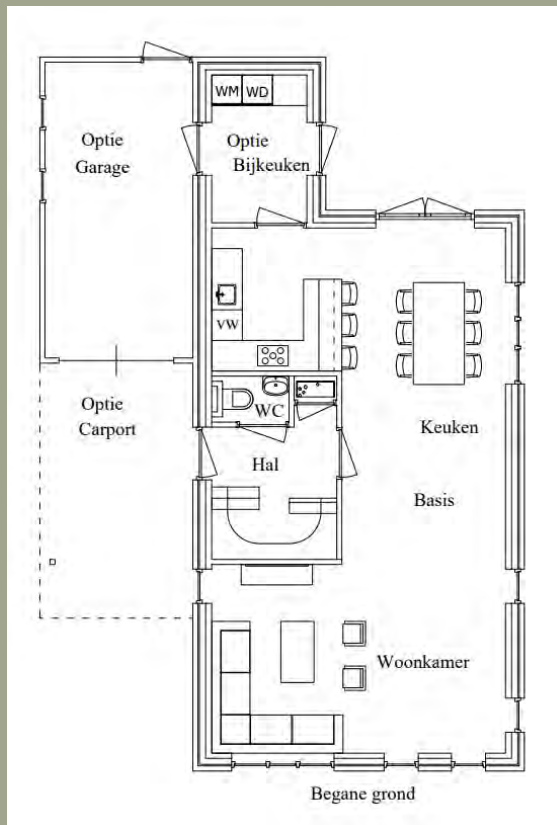 WM WD
Optie
Garage
Optie
Bijkeuken
VW
Optie
Carport
WC
Keuken
Hal
Basis
Woonkamer
Begane grond